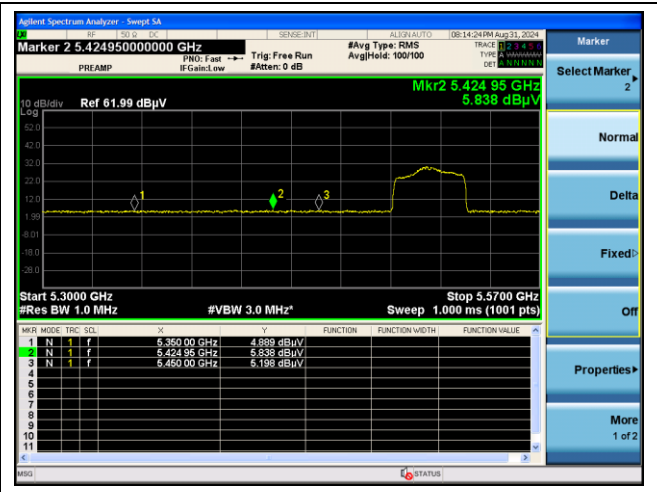 Agilent Spectrum Analyzer - Swept SA
RF 50 Ω DC SENSE:INT ALIGN AUTO 08:14:24 PM Aug 31, 2024
Marker 2 5.424950000000 GHz
PREAMP
PNO: Fast
IFGain:Low
Trig: Free Run
#Atten: 0 dB
#Avg Type: RMS
Avg|Hold: 100/100
TRACE 1 2 3 4 5 6
TYPE
DET A N N N N N
Mkr2 5.424 95 GHz
5.838 dBµV
10 dB/div Ref 61.99 dBµV
Log
52.0
42.0
32.0
22.0
12.0
1.99
-8.01
-18.0
-28.0
1
2
3
Start 5.3000 GHz Stop 5.5700 GHz
#Res BW 1.0 MHz #VBW 3.0 MHz* Sweep 1.000 ms (1001 pts)
MKR MODE TRC SCL X Y FUNCTION FUNCTION WIDTH FUNCTION VALUE
1 N 1 f 5.350 00 GHz 4.889 dBµV
2 N 1 f 5.424 95 GHz 5.838 dBµV
3 N 1 f 5.450 00 GHz 5.198 dBµV
4
5
6
7
8
9
10
11
MSG STATUS
Marker
Select Marker
2
Normal
Delta
Fixed
Off
Properties
More
1 of 2